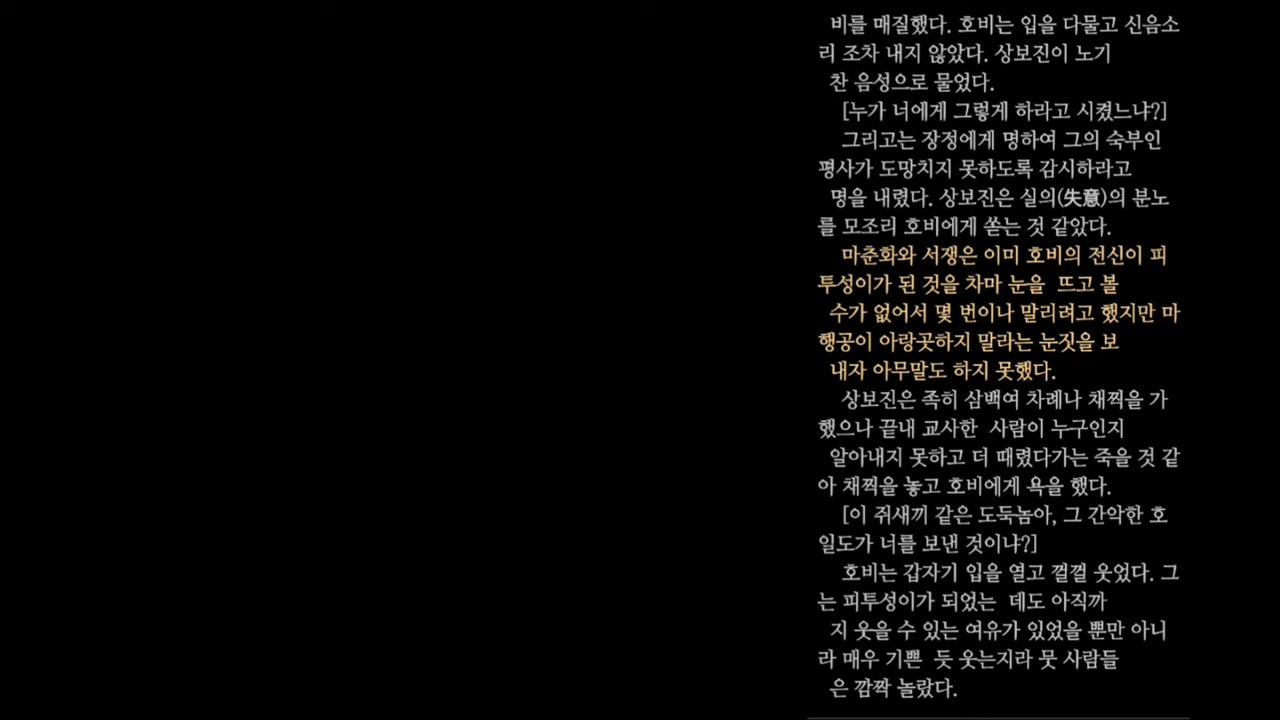 비를 매질했다. 호비는 입을 다물고 신음소
리 조차 내지 않았다. 상보진이 노기
찬 음성으로 물었다.
[누가 너에게 그렇게 하라고 시켰느냐?]
그리고는 장정에게 명하여 그의 숙부인
평사가 도망치지 못하도록 감시하라고
명을 내렸다. 상보진은 실의(失意)의 분노
를 모조리 호비에게 쏟는 것 같았다.
마춘화와 서쟁은 이미 호비의 전신이 피
투성이가 된 것을 차마 눈을 뜨고 볼
수가 없어서 몇 번이나 말리려고 했지만 마
행공이 아랑곳하지 말라는 눈짓을 보
내자 아무말도 하지 못했다.
상보진은 족히 삼백여 차례나 채찍을 가
했으나 끝내 교사한 사람이 누구인지
알아내지 못하고 더 때렸다가는 죽을 것 같
아 채찍을 놓고 호비에게 욕을 했다.
[이 쥐새끼 같은 도둑놈아, 그 간악한 호
일도가 너를 보낸 것이냐?]
호비는 갑자기 입을 열고 껄껄 웃었다. 그
는 피투성이가 되었는 데도 아직까
지 웃을 수 있는 여유가 있었을 뿐만 아니
라 매우 기쁜 듯 웃는지라 뭇 사람들
은 깜짝 놀랐다.